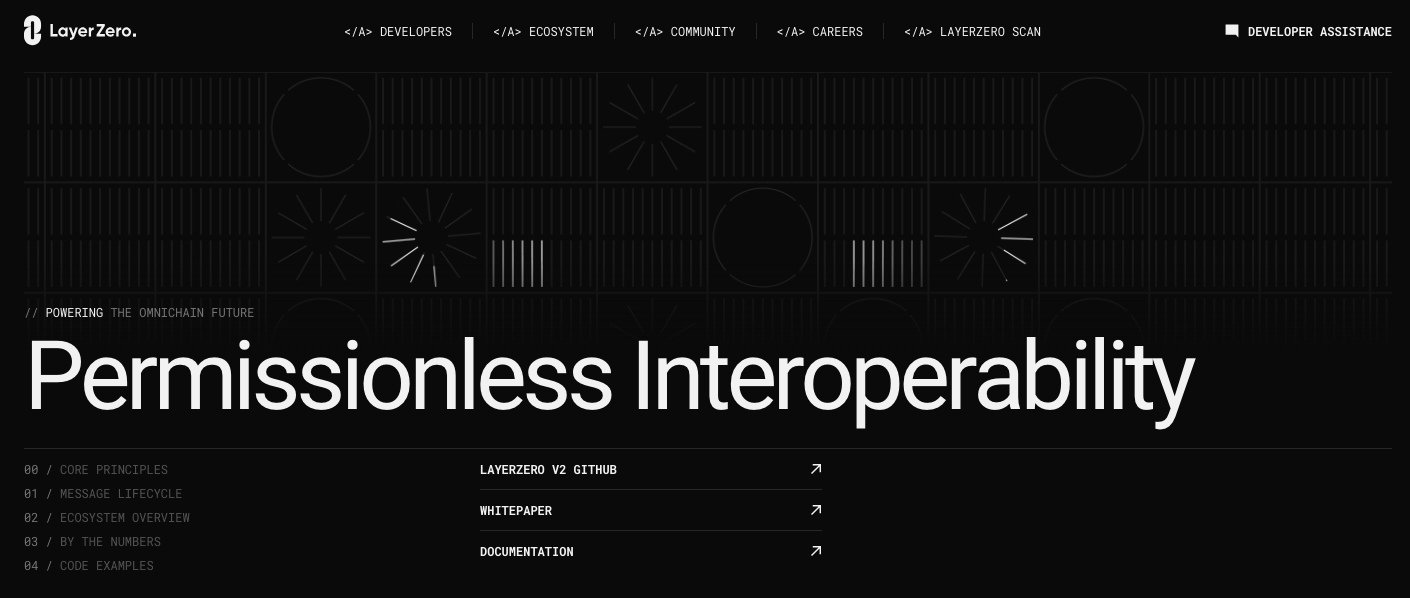 LayerZero.
</A> DEVELOPERS
</A> ECOSYSTEM
</A> COMMUNITY
</A> CAREERS
</A> LAYERZERO SCAN
DEVELOPER ASSISTANCE
// POWERING THE OMNICHAIN FUTURE
Permissionless Interoperability
00 / CORE PRINCIPLES
01 / MESSAGE LIFECYCLE
02 / ECOSYSTEM OVERVIEW
03 / BY THE NUMBERS
04 / CODE EXAMPLES
LAYERZERO V2 GITHUB
WHITEPAPER
DOCUMENTATION